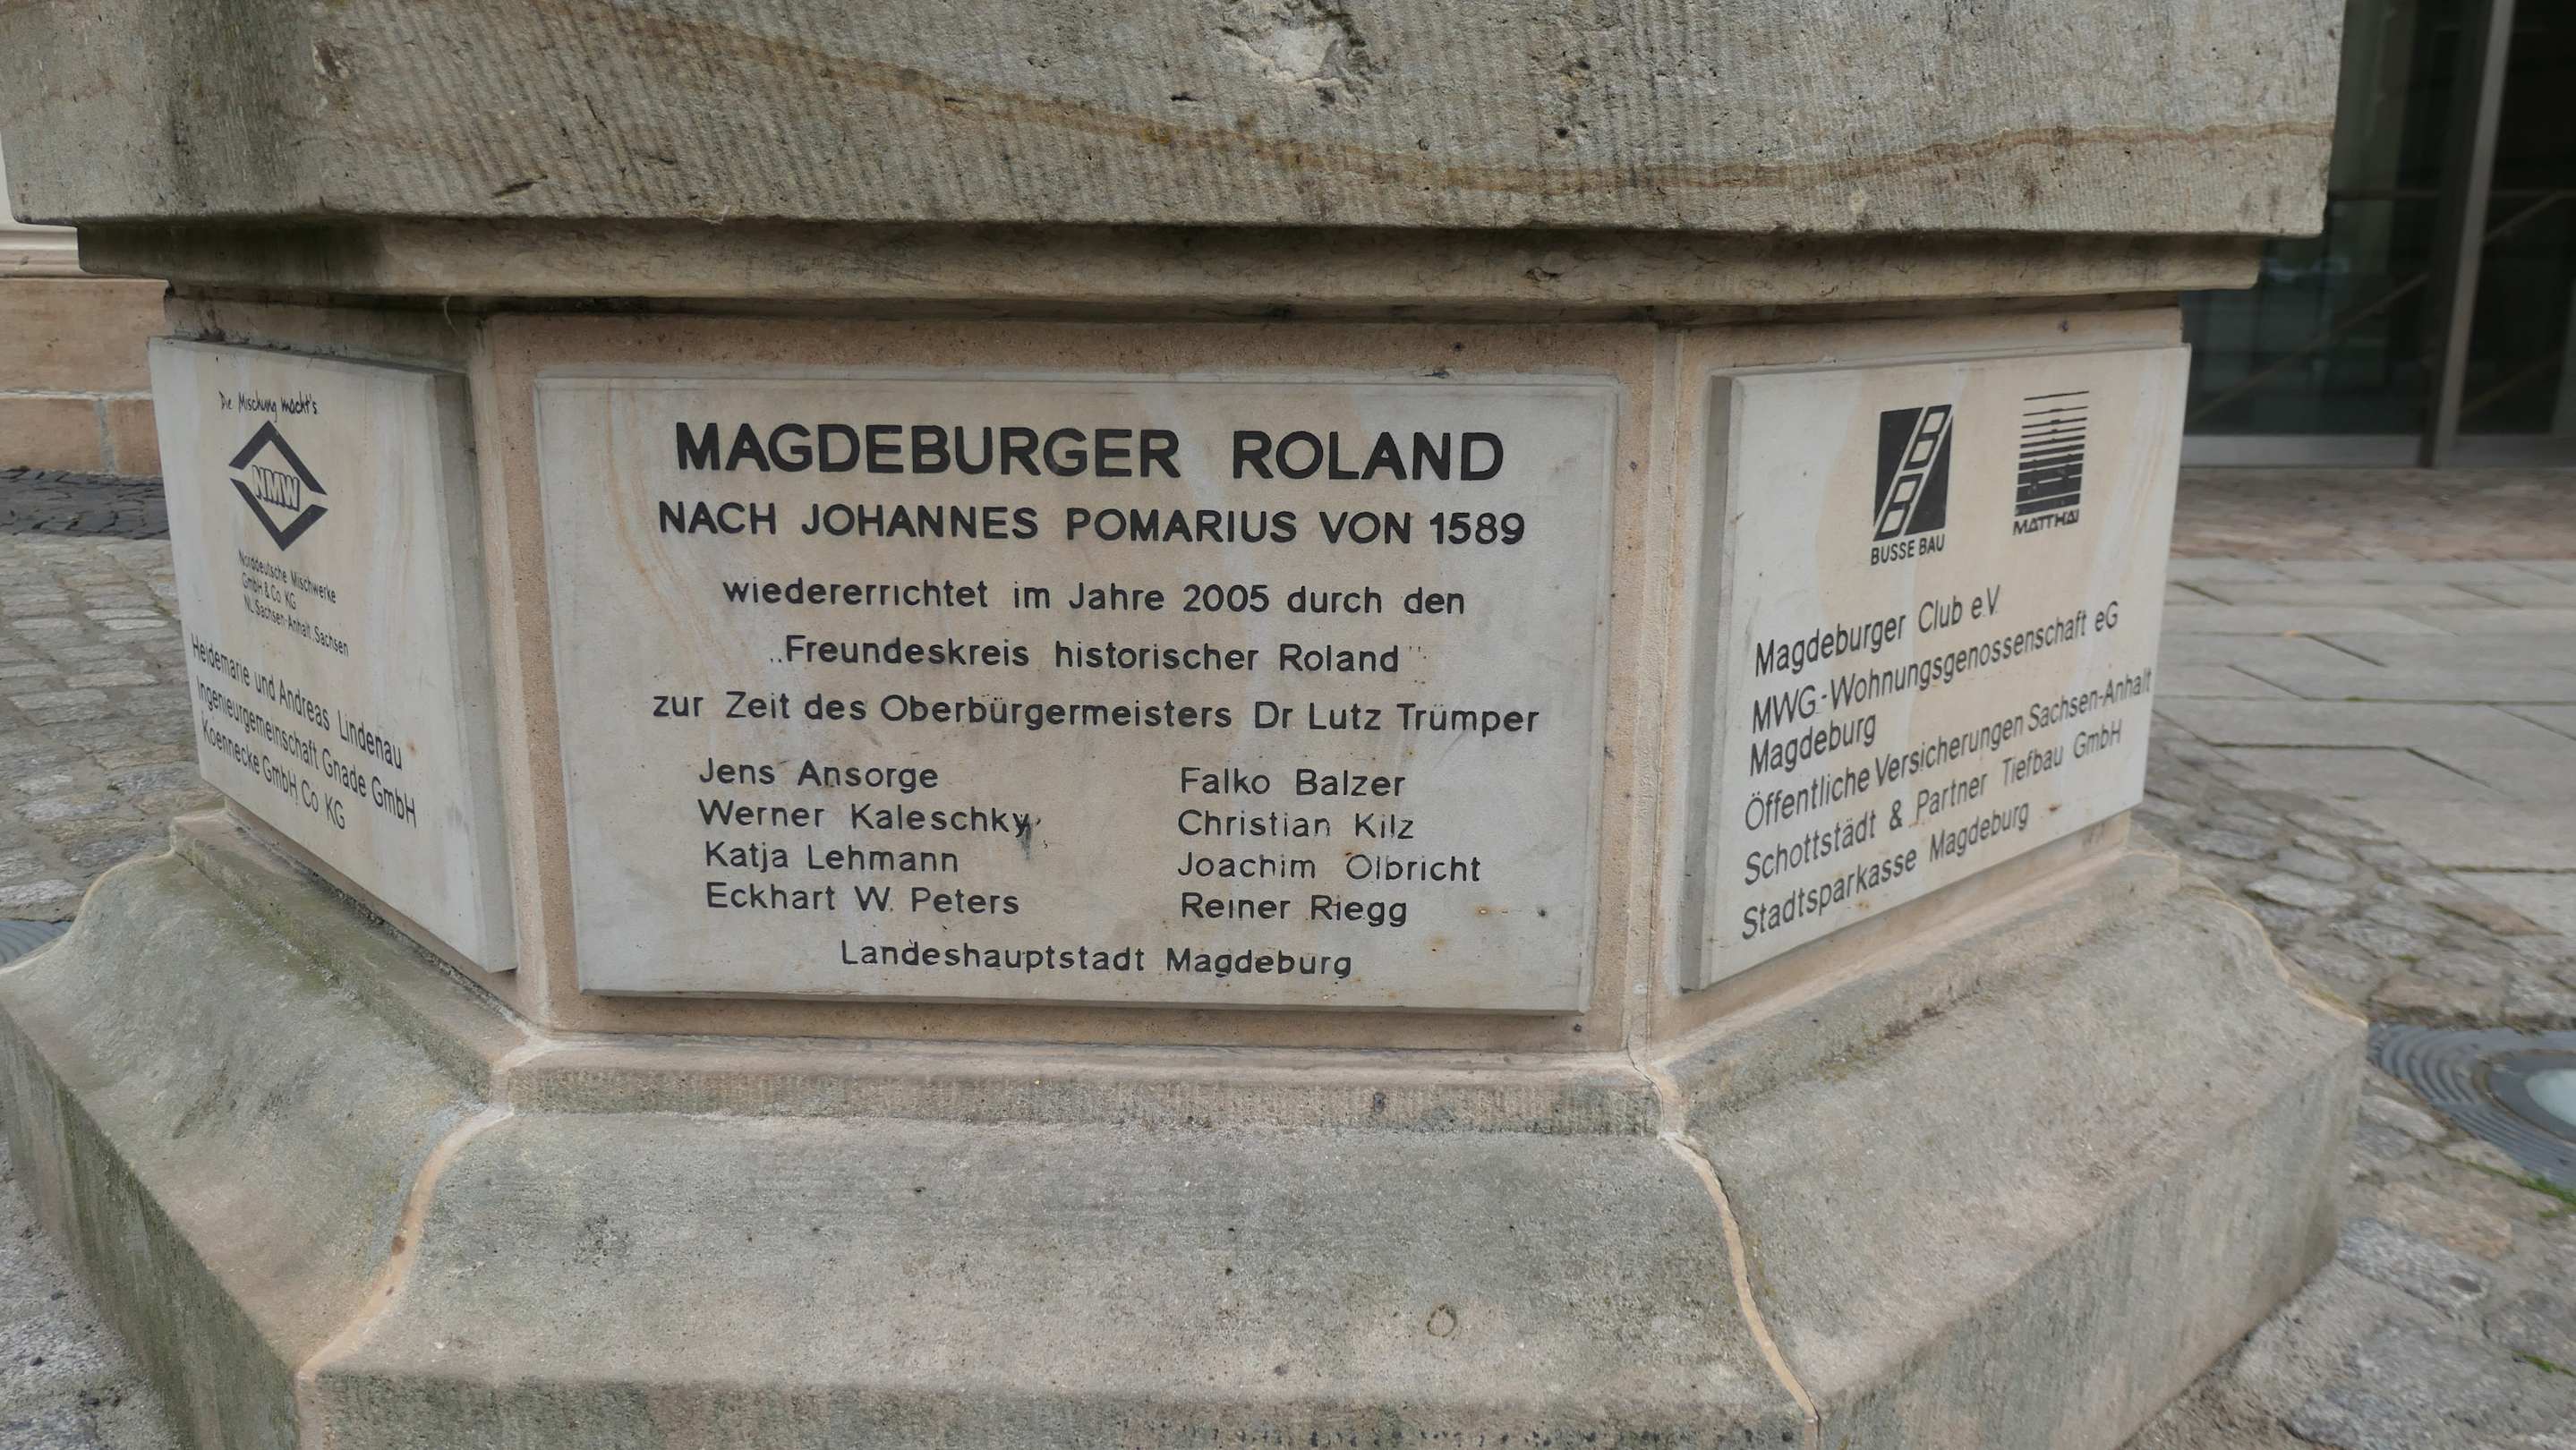 Die Mischung macht's
NMW
Norddeutsche Mischwerke
GmbH & Co KG
NL Sachsen-Anhalt, Sachsen
Heidemarie und Andreas Lindenau
Ingenieurgemeinschaft Gnade GmbH
Koennecke GmbH Co KG
MAGDEBURGER ROLAND
NACH JOHANNES POMARIUS VON 1589
wiedererrichtet im Jahre 2005 durch den
„Freundeskreis historischer Roland"
zur Zeit des Oberbürgermeisters Dr Lutz Trümper
Jens Ansorge
Werner Kaleschky
Katja Lehmann
Eckhart W. Peters
Falko Balzer
Christian Kilz
Joachim Olbricht
Reiner Riegg
Landeshauptstadt Magdeburg
BUSSE BAU
MATTHÄI
Magdeburger Club e.V.
MWG-Wohnungsgenossenschaft eG
Magdeburg
Öffentliche Versicherungen Sachsen-Anhalt
Schottstädt & Partner Tiefbau GmbH
Stadtsparkasse Magdeburg